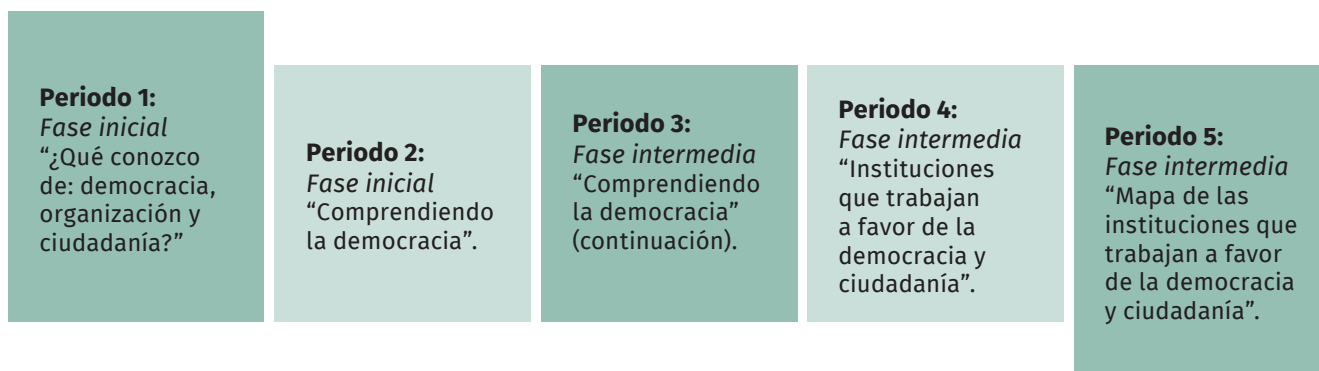 Periodo 1:
Fase inicial
“¿Qué conozco
de: democracia,
organización y
ciudadanía?”
Periodo 2:
Fase inicial
“Comprendiendo
la democracia”.
Periodo 3:
Fase intermedia
“Comprendiendo
la democracia”
(continuación).
Periodo 4:
Fase intermedia
“Instituciones
que trabajan
a favor de la
democracia y
ciudadanía”.
Periodo 5:
Fase intermedia
“Mapa de las
instituciones que
trabajan a favor
de la democracia
y ciudadanía”.